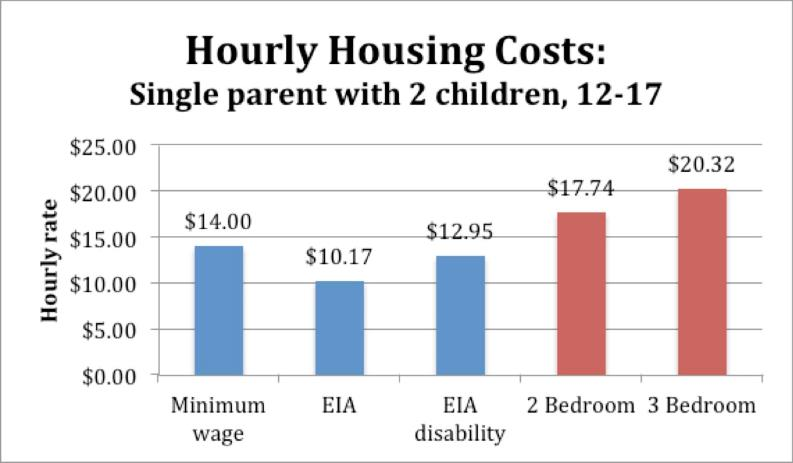 Hourly Housing Costs:
Single parent with 2 children, 12-17
Hourly rate
$25.00
$20.00
$15.00
$10.00
$5.00
$0.00
$14.00
$10.17
$12.95
$17.74
$20.32
Minimum
wage
EIA
EIA
disability
2 Bedroom
3 Bedroom